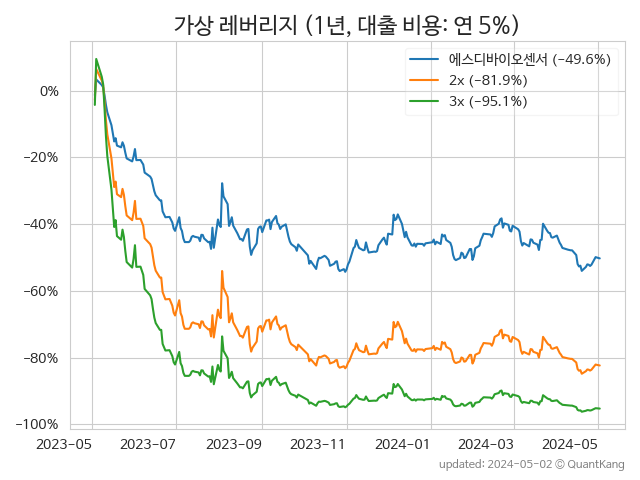 가상 레버리지 (1년, 대출 비용: 연 5%)
에스디바이오센서 (−49.6%)
2x (−81.9%)
3x (−95.1%)
0%
−20%
−40%
−60%
−80%
−100%
2023-05 2023-07 2023-09 2023-11 2024-01 2024-03 2024-05
updated: 2024-05-02 © QuantKang